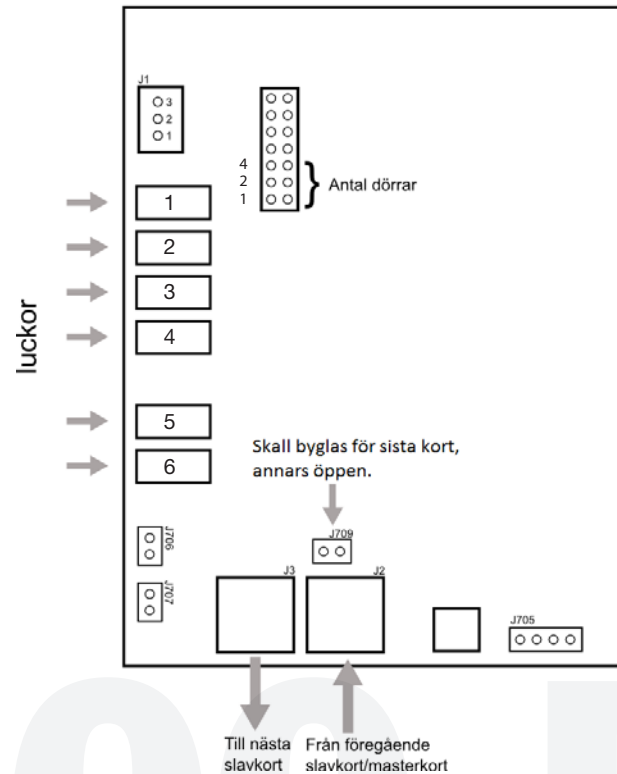 J1
3
2
1
4
2
1
Antal dörrar
luckor
1
2
3
4
5
6
Skall byglas för sista kort,
annars öppen.
J709
J706
J707
J3
J2
J705
Till nästa
slavkort
Från föregående
slavkort/masterkort